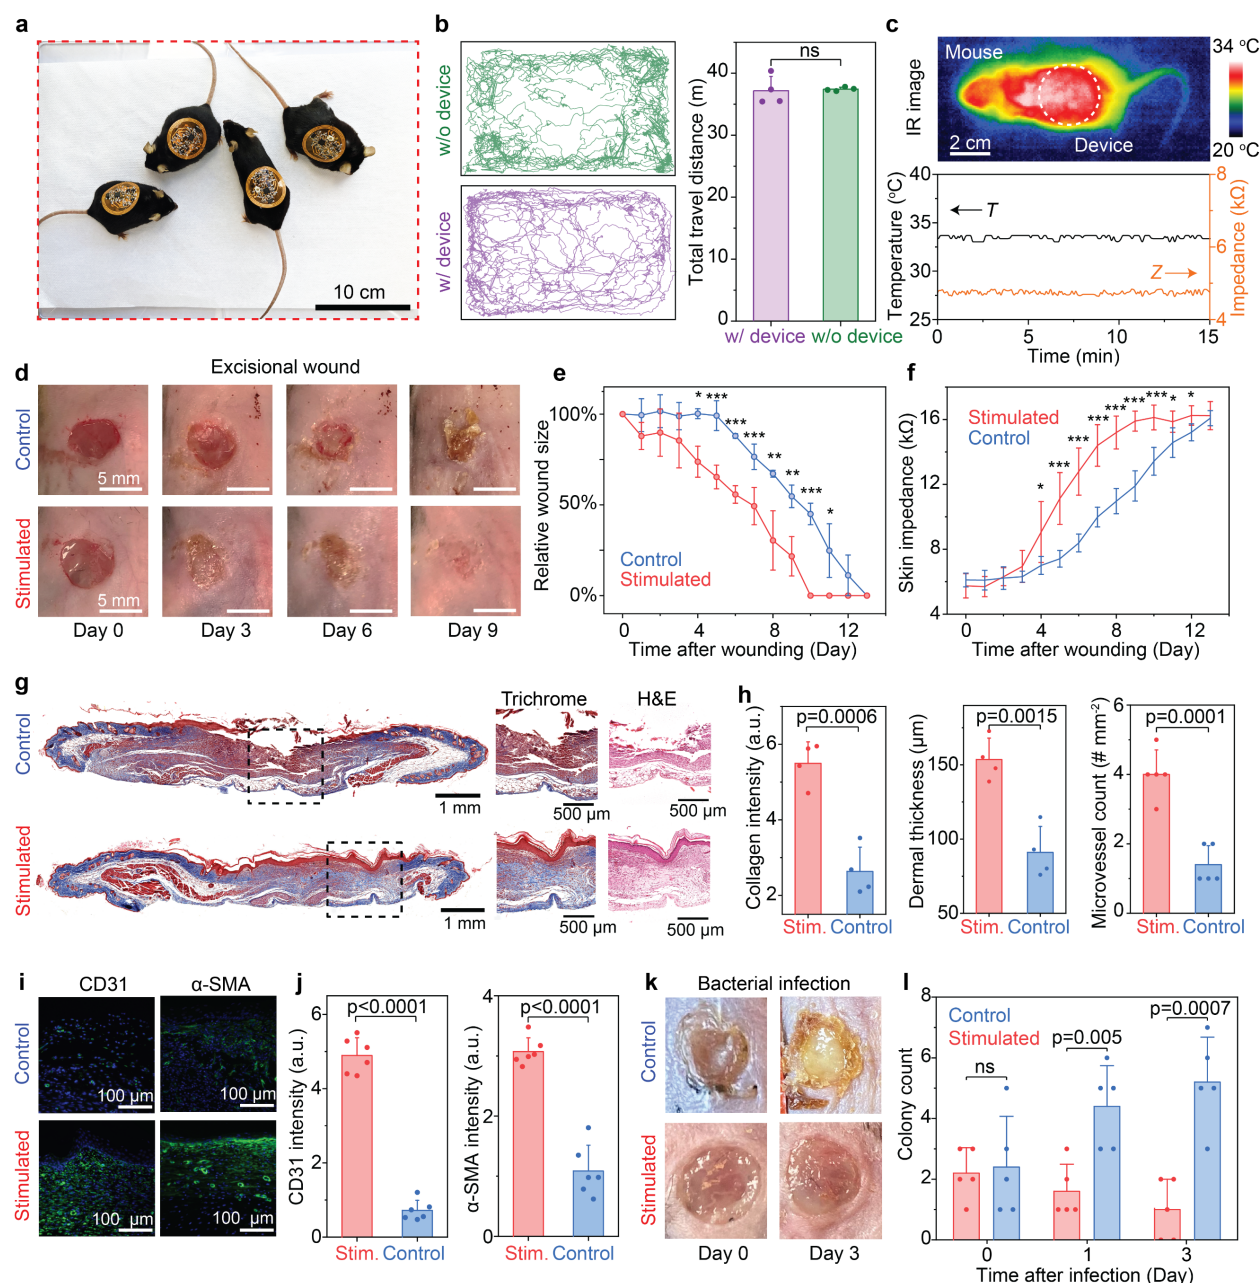 a
10 cm
b
w/o device
w/ device
Total travel distance (m)
40
30
20
10
0
ns
w/ device w/o device
c
IR image
Mouse
2 cm
Device
34 °C
20 °C
Temperature (°C)
40
35
30
25
T
Z
8
6
4
Impedance (kΩ)
0 5 10 15
Time (min)
d
Excisional wound
Control
5 mm
Stimulated
5 mm
Day 0 Day 3 Day 6 Day 9
e
Relative wound size
100%
50%
0%
* *** *** *** ** ** *** *
Control
Stimulated
0 4 8 12
Time after wounding (Day)
f
Skin impedance (kΩ)
16
12
8
4
Stimulated
Control
* *** *** *** *** *** *** * *
0 4 8 12
Time after wounding (Day)
g
Control
1 mm
Trichrome H&E
500 µm 500 µm
Stimulated
1 mm
500 µm 500 µm
h
Collagen intensity (a.u.)
6
4
2
p=0.0006
Stim. Control
Dermal thickness (µm)
150
100
50
p=0.0015
Stim. Control
Microvessel count (# mm⁻²)
6
4
2
0
p=0.0001
Stim. Control
i
CD31 α-SMA
Control
100 µm 100 µm
Stimulated
100 µm 100 µm
j
CD31 intensity (a.u.)
6
4
2
0
p<0.0001
Stim. Control
α-SMA intensity (a.u.)
4
2
0
p<0.0001
Stim. Control
k
Bacterial infection
Control
Stimulated
Day 0 Day 3
l
Colony count
8
6
4
2
0
Control
Stimulated
ns
p=0.005
p=0.0007
0 1 3
Time after infection (Day)